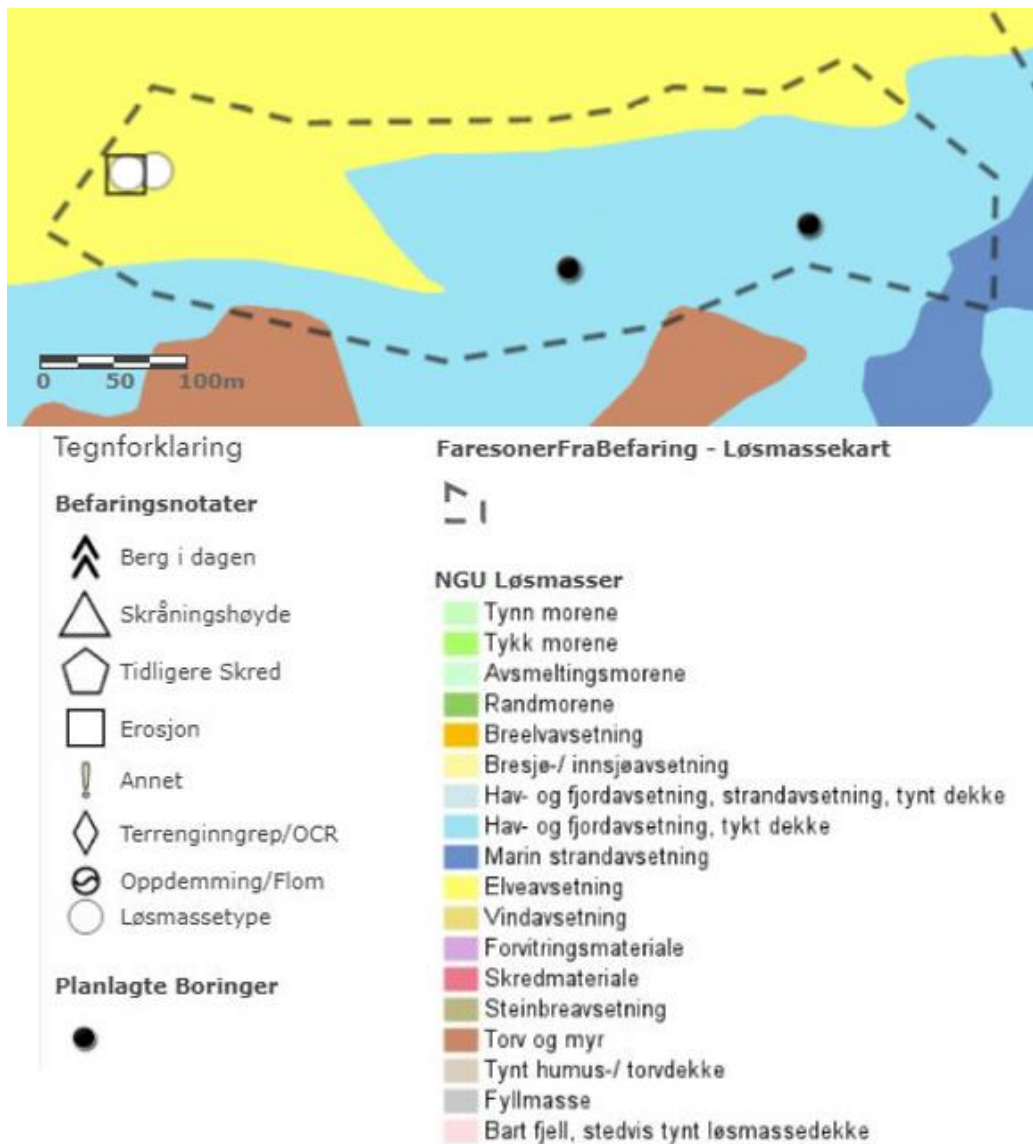 0 50 100m
Tegnforklaring
Befaringsnotater
Berg i dagen
Skråningshøyde
Tidligere Skred
Erosjon
Annet
Terrenginngrep/OCR
Oppdemming/Flom
Løsmassetype
Planlagte Boringer
FaresonerFraBefaring - Løsmassekart
NGU Løsmasser
Tynn morene
Tykk morene
Avsmeltingsmorene
Randmorene
Breelvavsetning
Bresjø-/ innsjøavsetning
Hav- og fjordavsetning, strandavsetning, tynt dekke
Hav- og fjordavsetning, tykt dekke
Marin strandavsetning
Elveavsetning
Vindavsetning
Forvitringsmateriale
Skredmateriale
Steinbreavsetning
Torv og myr
Tynt humus-/ torvdekke
Fyllmasse
Bart fjell, stedvis tynt løsmassedekke